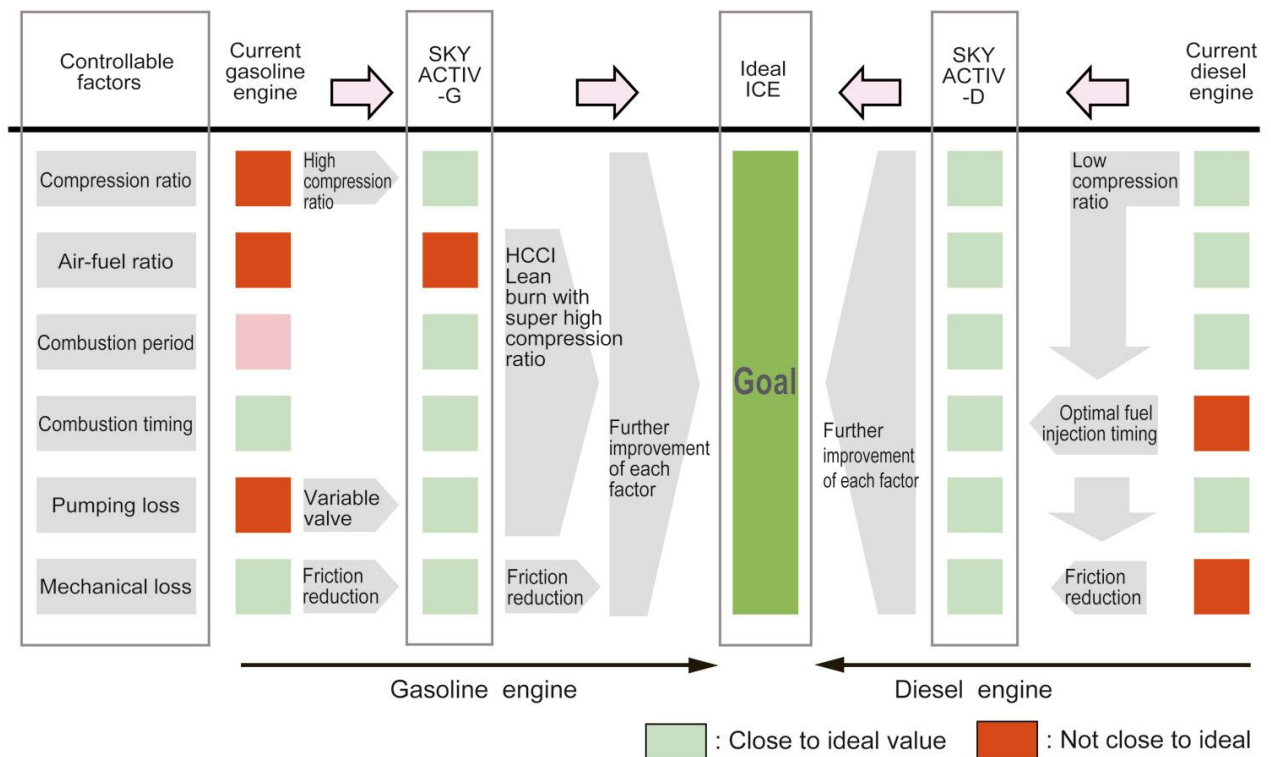 Controllable
factors
Current
gasoline
engine
SKY
ACTIV
-G
Ideal
ICE
SKY
ACTIV
-D
Current
diesel
engine
Compression ratio
High
compression
ratio
Low
compression
ratio
Air-fuel ratio
HCCI
Lean
burn with
super high
compression
ratio
Combustion period
Goal
Combustion timing
Optimal fuel
injection timing
Further
improvement
of each
factor
Further
improvement
of each factor
Pumping loss
Variable
valve
Mechanical loss
Friction
reduction
Friction
reduction
Friction
reduction
Gasoline engine
Diesel engine
: Close to ideal value
: Not close to ideal